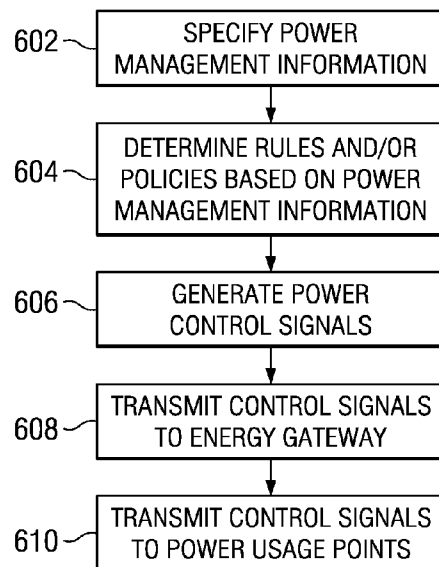 602
SPECIFY POWER
MANAGEMENT INFORMATION
604
DETERMINE RULES AND/OR
POLICIES BASED ON POWER
MANAGEMENT INFORMATION
606
GENERATE POWER
CONTROL SIGNALS
608
TRANSMIT CONTROL SIGNALS
TO ENERGY GATEWAY
610
TRANSMIT CONTROL SIGNALS
TO POWER USAGE POINTS